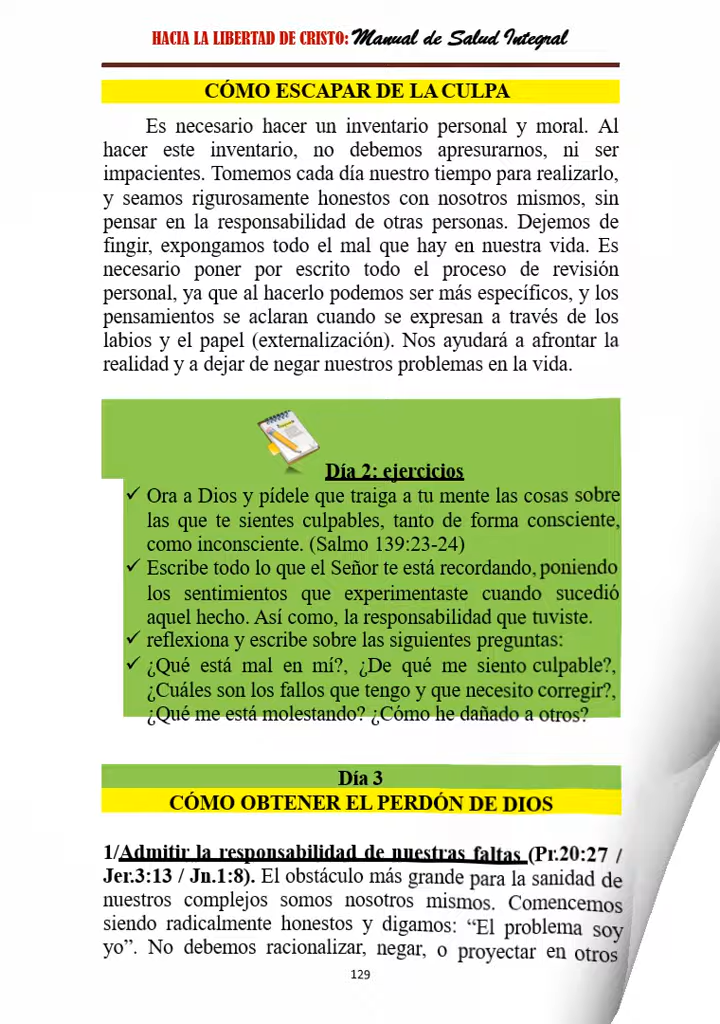 HACIA LA LIBERTAD DE CRISTO: Manual de Salud Integral
CÓMO ESCAPAR DE LA CULPA
Es necesario hacer un inventario personal y moral. Al
hacer este inventario, no debemos apresurarnos, ni ser
impacientes. Tomemos cada día nuestro tiempo para realizarlo,
y seamos rigurosamente honestos con nosotros mismos, sin
pensar en la responsabilidad de otras personas. Dejemos de
fingir, expongamos todo el mal que hay en nuestra vida. Es
necesario poner por escrito todo el proceso de revisión
personal, ya que al hacerlo podemos ser más específicos, y los
pensamientos se aclaran cuando se expresan a través de los
labios y el papel (externalización). Nos ayudará a afrontar la
realidad y a dejar de negar nuestros problemas en la vida.
Día 2: ejercicios
✓ Ora a Dios y pídele que traiga a tu mente las cosas sobre
las que te sientes culpables, tanto de forma consciente,
como inconsciente. (Salmo 139:23-24)
✓ Escribe todo lo que el Señor te está recordando, poniendo
los sentimientos que experimentaste cuando sucedió
aquel hecho. Así como, la responsabilidad que tuviste.
✓ reflexiona y escribe sobre las siguientes preguntas:
✓ ¿Qué está mal en mí?, ¿De qué me siento culpable?,
¿Cuáles son los fallos que tengo y que necesito corregir?,
¿Qué me está molestando? ¿Cómo he dañado a otros?
Día 3
CÓMO OBTENER EL PERDÓN DE DIOS
1/Admitir la responsabilidad de nuestras faltas (Pr.20:27 /
Jer.3:13 / Jn.1:8). El obstáculo más grande para la sanidad de
nuestros complejos somos nosotros mismos. Comencemos
siendo radicalmente honestos y digamos: “El problema soy
yo”. No debemos racionalizar, negar, o proyectar en otros
129